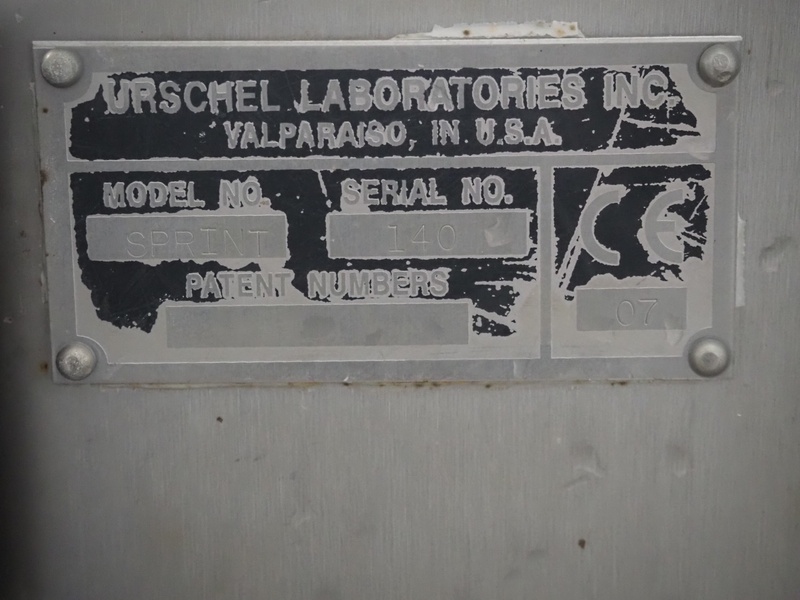 URSCHEL LABORATORIES INC.
VALPARAISO, IN U.S.A.
MODEL NO. SERIAL NO.
SPRINT 140
PATENT NUMBERS
CE
07